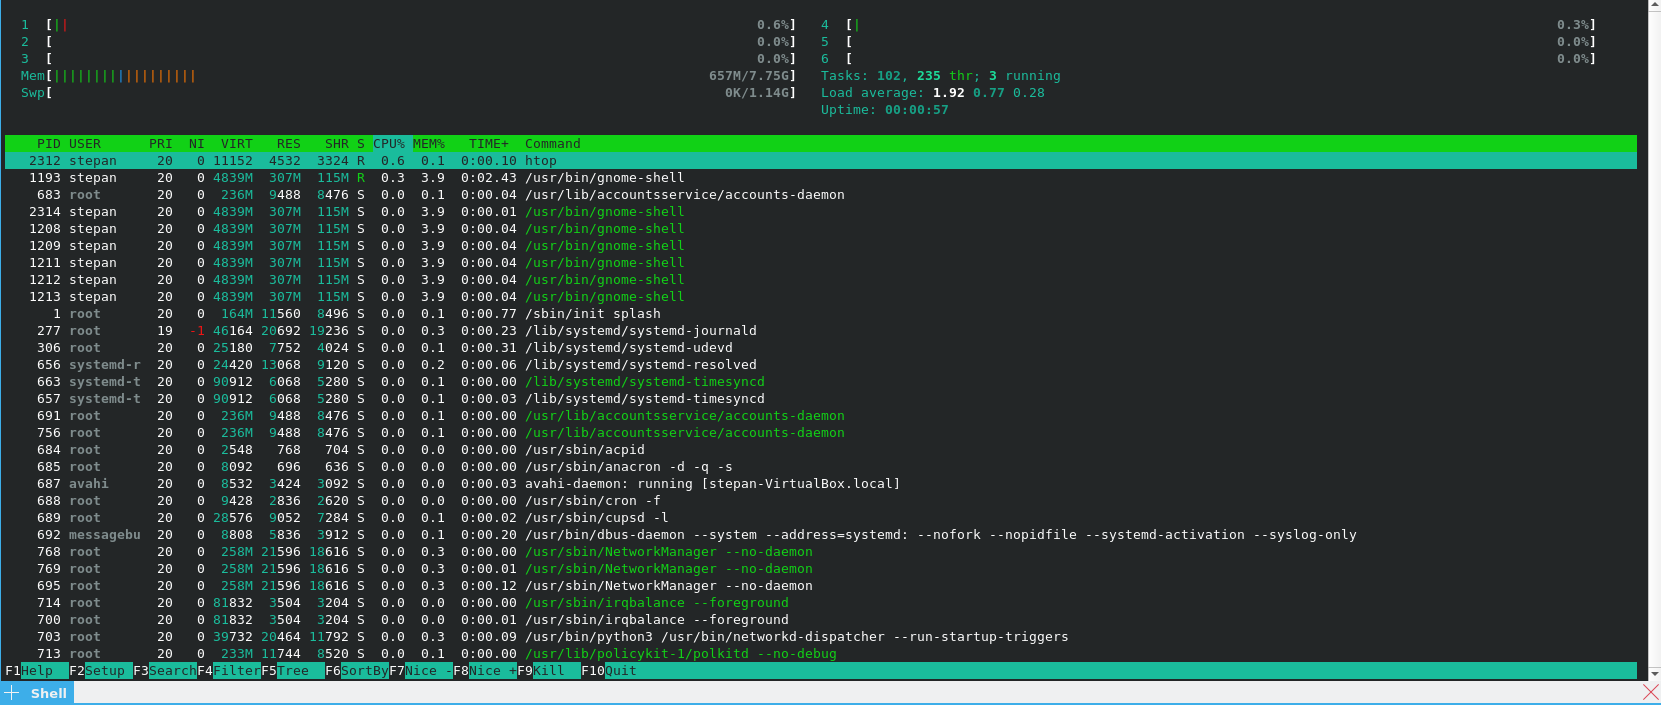 1 [|| 0.6%] 4 [| 0.3%]
2 [ 0.0%] 5 [ 0.0%]
3 [ 0.0%] 6 [ 0.0%]
Mem[|||||||||||||||||| 657M/7.75G] Tasks: 102, 235 thr; 3 running
Swp[ 0K/1.14G] Load average: 1.92 0.77 0.28
Uptime: 00:00:57
PID USER PRI NI VIRT RES SHR S CPU% MEM% TIME+ Command
2312 stepan 20 0 11152 4532 3324 R 0.6 0.1 0:00.10 htop
1193 stepan 20 0 4839M 307M 115M R 0.3 3.9 0:02.43 /usr/bin/gnome-shell
683 root 20 0 236M 9488 8476 S 0.0 0.1 0:00.04 /usr/lib/accountsservice/accounts-daemon
2314 stepan 20 0 4839M 307M 115M S 0.0 3.9 0:00.01 /usr/bin/gnome-shell
1208 stepan 20 0 4839M 307M 115M S 0.0 3.9 0:00.04 /usr/bin/gnome-shell
1209 stepan 20 0 4839M 307M 115M S 0.0 3.9 0:00.04 /usr/bin/gnome-shell
1211 stepan 20 0 4839M 307M 115M S 0.0 3.9 0:00.04 /usr/bin/gnome-shell
1212 stepan 20 0 4839M 307M 115M S 0.0 3.9 0:00.04 /usr/bin/gnome-shell
1213 stepan 20 0 4839M 307M 115M S 0.0 3.9 0:00.04 /usr/bin/gnome-shell
1 root 20 0 164M 11560 8496 S 0.0 0.1 0:00.77 /sbin/init splash
277 root 19 -1 46164 20692 19236 S 0.0 0.3 0:00.23 /lib/systemd/systemd-journald
306 root 20 0 25180 7752 4024 S 0.0 0.1 0:00.31 /lib/systemd/systemd-udevd
656 systemd-r 20 0 24420 13068 9120 S 0.0 0.2 0:00.06 /lib/systemd/systemd-resolved
663 systemd-t 20 0 90912 6068 5280 S 0.0 0.1 0:00.00 /lib/systemd/systemd-timesyncd
657 systemd-t 20 0 90912 6068 5280 S 0.0 0.1 0:00.03 /lib/systemd/systemd-timesyncd
691 root 20 0 236M 9488 8476 S 0.0 0.1 0:00.00 /usr/lib/accountsservice/accounts-daemon
756 root 20 0 236M 9488 8476 S 0.0 0.1 0:00.00 /usr/lib/accountsservice/accounts-daemon
684 root 20 0 2548 768 704 S 0.0 0.0 0:00.00 /usr/sbin/acpid
685 root 20 0 8092 696 636 S 0.0 0.0 0:00.00 /usr/sbin/anacron -d -q -s
687 avahi 20 0 8532 3424 3092 S 0.0 0.0 0:00.03 avahi-daemon: running [stepan-VirtualBox.local]
688 root 20 0 9428 2836 2620 S 0.0 0.0 0:00.00 /usr/sbin/cron -f
689 root 20 0 28576 9052 7284 S 0.0 0.1 0:00.02 /usr/sbin/cupsd -l
692 messagebu 20 0 8808 5836 3912 S 0.0 0.1 0:00.20 /usr/bin/dbus-daemon --system --address=systemd: --nofork --nopidfile --systemd-activation --syslog-only
768 root 20 0 258M 21596 18616 S 0.0 0.3 0:00.00 /usr/sbin/NetworkManager --no-daemon
769 root 20 0 258M 21596 18616 S 0.0 0.3 0:00.01 /usr/sbin/NetworkManager --no-daemon
695 root 20 0 258M 21596 18616 S 0.0 0.3 0:00.12 /usr/sbin/NetworkManager --no-daemon
714 root 20 0 81832 3504 3204 S 0.0 0.0 0:00.00 /usr/sbin/irqbalance --foreground
700 root 20 0 81832 3504 3204 S 0.0 0.0 0:00.01 /usr/sbin/irqbalance --foreground
703 root 20 0 39732 20464 11792 S 0.0 0.3 0:00.09 /usr/bin/python3 /usr/bin/networkd-dispatcher --run-startup-triggers
713 root 20 0 233M 11744 8520 S 0.0 0.1 0:00.00 /usr/lib/policykit-1/polkitd --no-debug
F1Help F2Setup F3SearchF4FilterF5Tree F6SortByF7Nice -F8Nice +F9Kill F10Quit
Shell